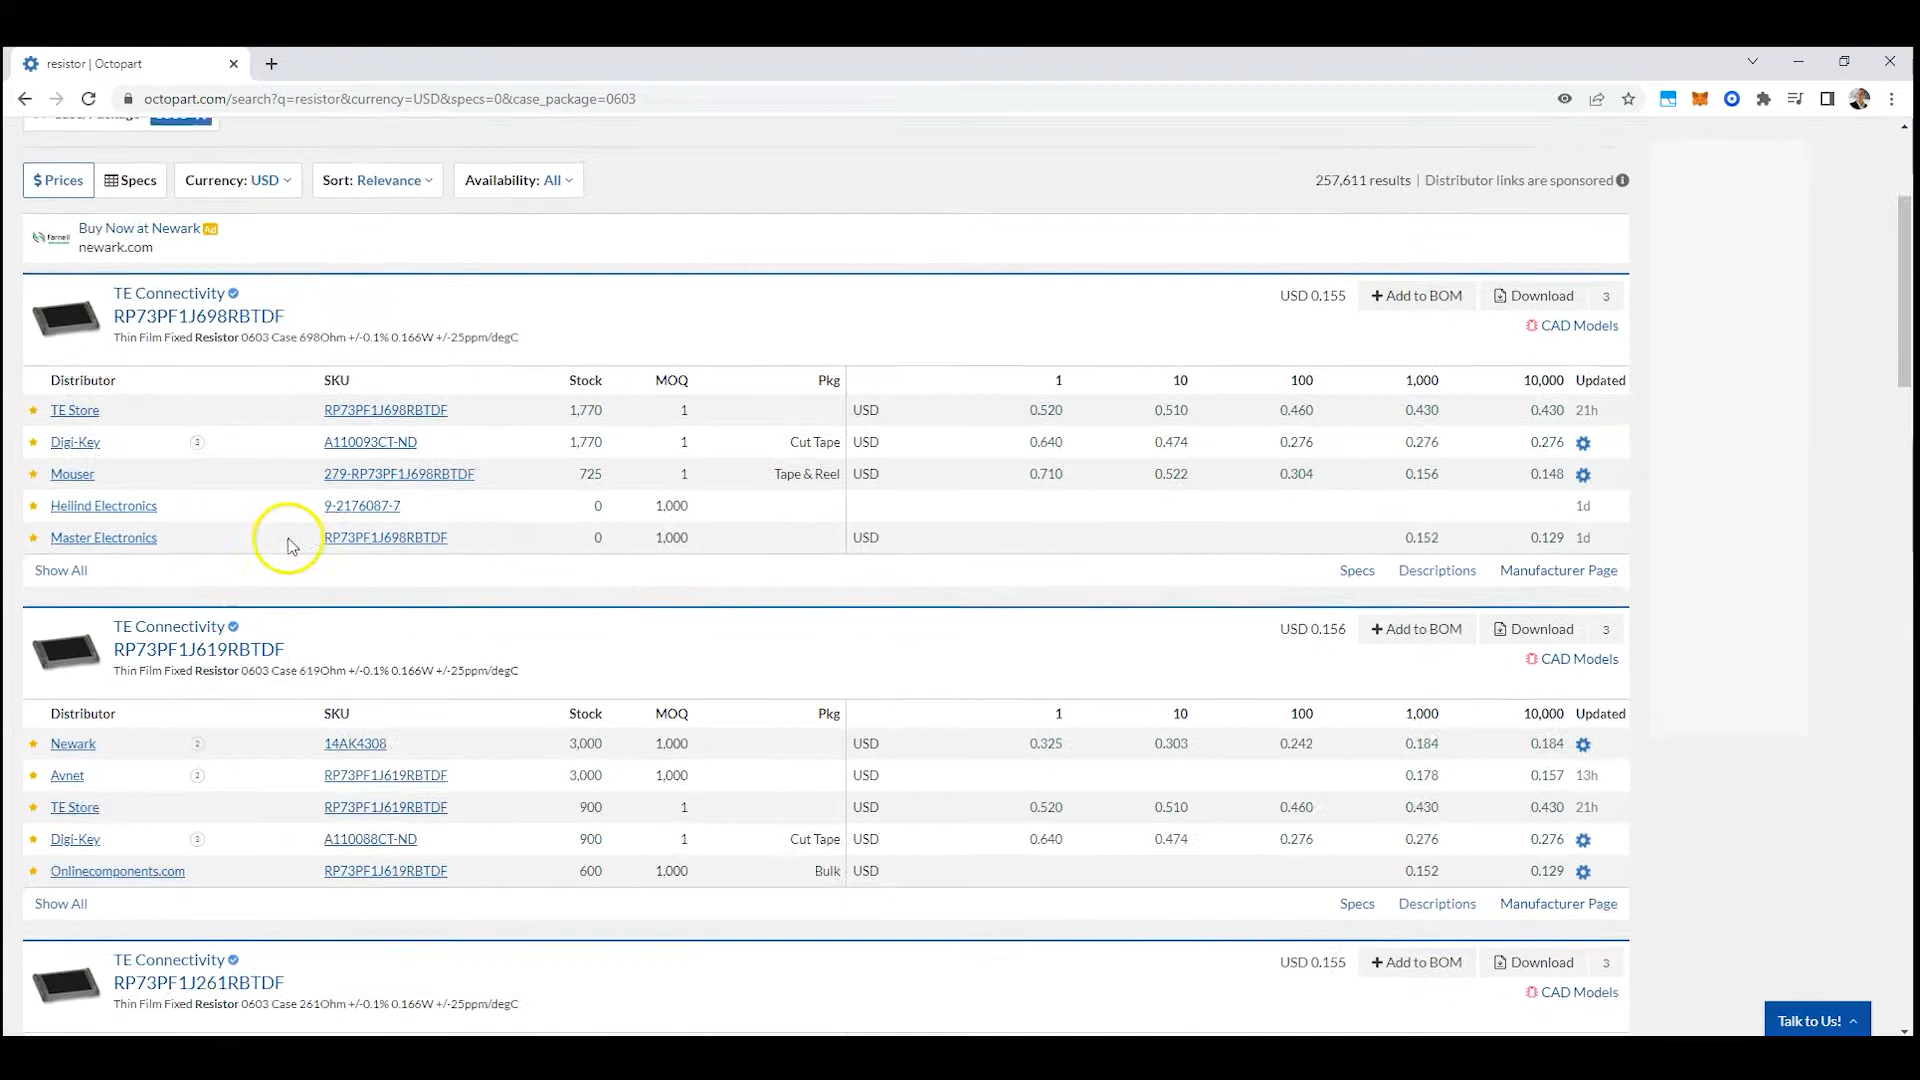 resistor | Octopart
octopart.com/search?q=resistor&currency=USD&specs=0&case_package=0603
$ Prices Specs Currency: USD Sort: Relevance Availability: All 257,611 results | Distributor links are sponsored
Farnell Buy Now at Newark Ad
newark.com
TE Connectivity
RP73PF1J698RBTDF
Thin Film Fixed Resistor 0603 Case 698Ohm +/-0.1% 0.166W +/-25ppm/degC
USD 0.155 + Add to BOM Download 3
CAD Models
Distributor SKU Stock MOQ Pkg 1 10 100 1,000 10,000 Updated
TE Store RP73PF1J698RBTDF 1,770 1 USD 0.520 0.510 0.460 0.430 0.430 21h
Digi-Key 3 A110093CT-ND 1,770 1 Cut Tape USD 0.640 0.474 0.276 0.276 0.276
Mouser 279-RP73PF1J698RBTDF 725 1 Tape & Reel USD 0.710 0.522 0.304 0.156 0.148
Heilind Electronics 9-2176087-7 0 1,000 1d
Master Electronics RP73PF1J698RBTDF 0 1,000 USD 0.152 0.129 1d
Show All Specs Descriptions Manufacturer Page
TE Connectivity
RP73PF1J619RBTDF
Thin Film Fixed Resistor 0603 Case 619Ohm +/-0.1% 0.166W +/-25ppm/degC
USD 0.156 + Add to BOM Download 3
CAD Models
Distributor SKU Stock MOQ Pkg 1 10 100 1,000 10,000 Updated
Newark 2 14AK4308 3,000 1,000 USD 0.325 0.303 0.242 0.184 0.184
Avnet 2 RP73PF1J619RBTDF 3,000 1,000 USD 0.178 0.157 13h
TE Store RP73PF1J619RBTDF 900 1 USD 0.520 0.510 0.460 0.430 0.430 21h
Digi-Key 3 A110088CT-ND 900 1 Cut Tape USD 0.640 0.474 0.276 0.276 0.276
Onlinecomponents.com RP73PF1J619RBTDF 600 1,000 Bulk USD 0.152 0.129
Show All Specs Descriptions Manufacturer Page
TE Connectivity
RP73PF1J261RBTDF
Thin Film Fixed Resistor 0603 Case 261Ohm +/-0.1% 0.166W +/-25ppm/degC
USD 0.155 + Add to BOM Download 3
CAD Models
Talk to Us!